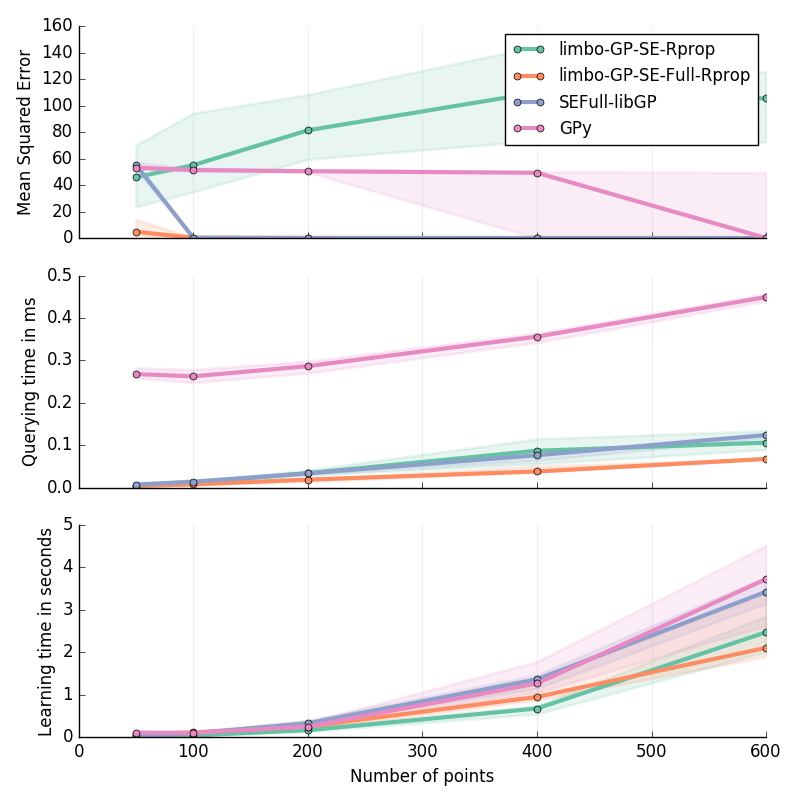 160
140
120
100
80
60
40
20
0
Mean Squared Error
limbo-GP-SE-Rprop
limbo-GP-SE-Full-Rprop
SEFull-libGP
GPy
0.5
0.4
0.3
0.2
0.1
0.0
Querying time in ms
5
4
3
2
1
0
Learning time in seconds
0 100 200 300 400 500 600
Number of points